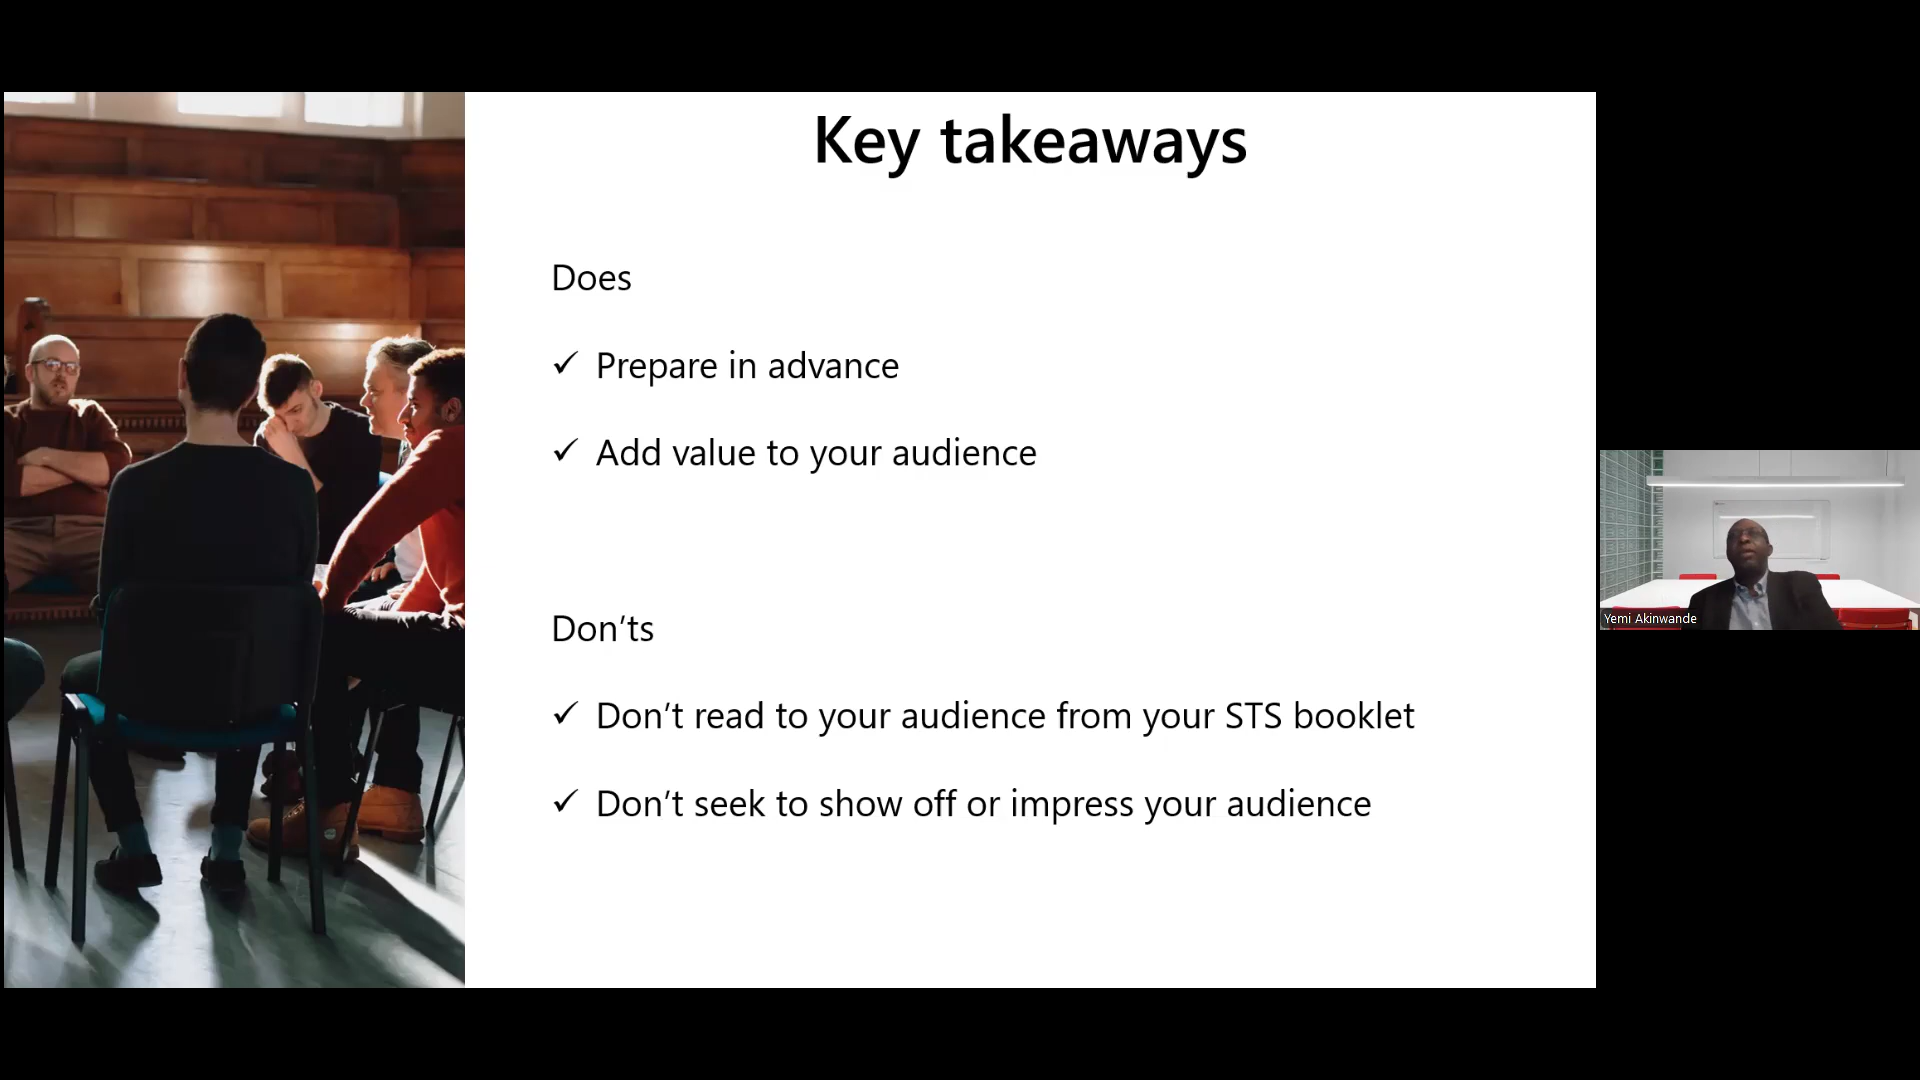 Key takeaways
Does
✓ Prepare in advance
✓ Add value to your audience
Don’ts
✓ Don’t read to your audience from your STS booklet
✓ Don’t seek to show off or impress your audience
Yemi Akinwande